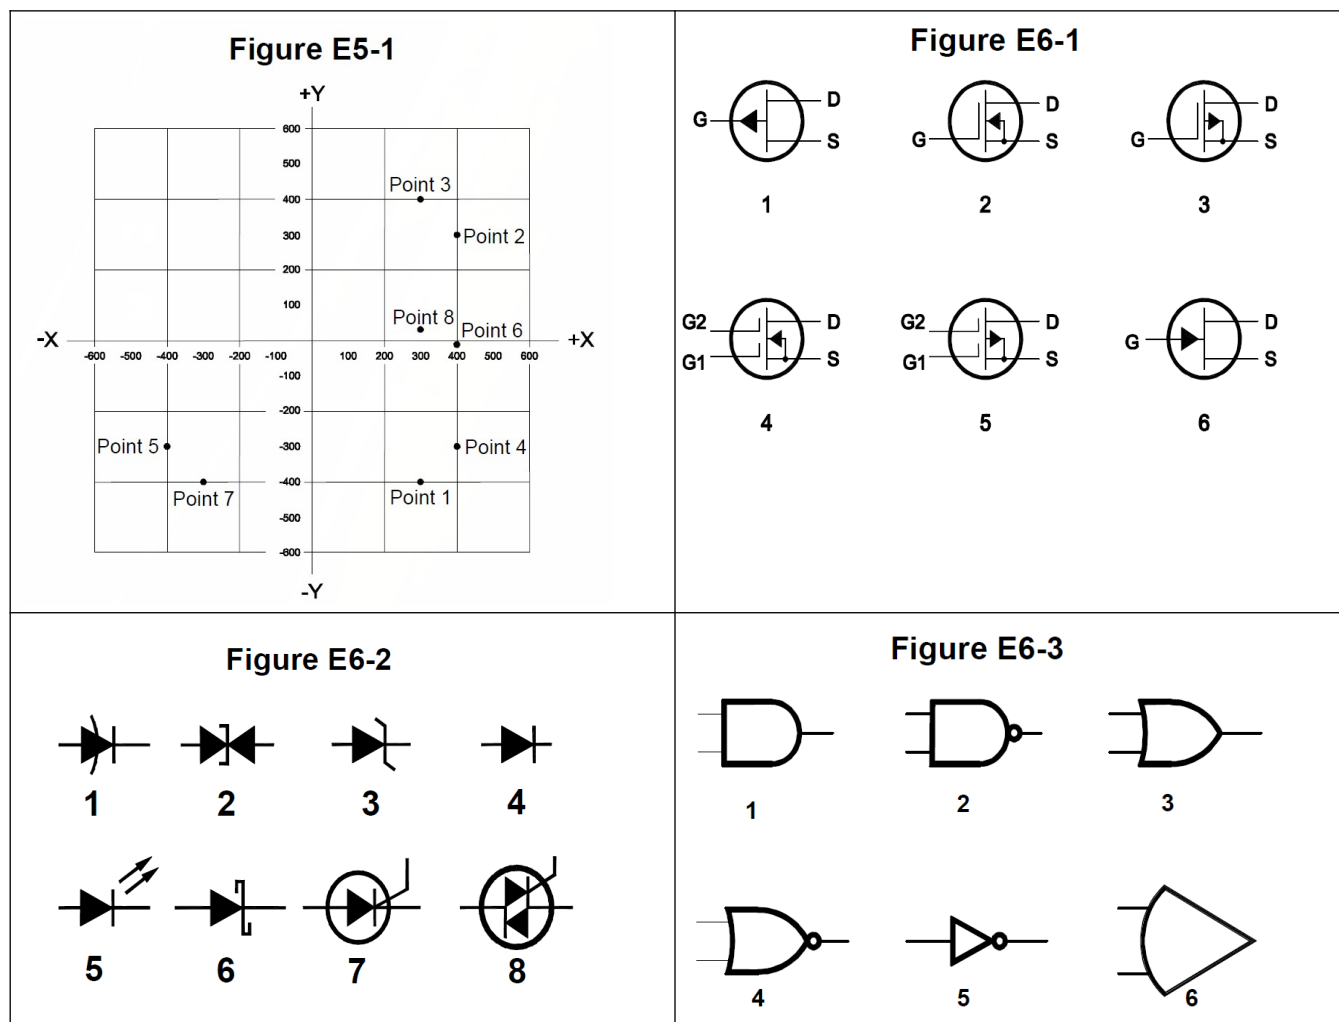 Figure E5-1
+Y
600
500
Point 3
400
300
Point 2
200
100
Point 8
Point 6
-X
+X
-600 -400 -300 -200 -100 100 200 300 400 600
-100
-200
Point 5
-300
Point 4
-400
Point 7
Point 1
-500
-600
-Y
Figure E6-1
G D S
1
G D S
2
G D S
3
G2 D
G1 S
4
G2 D
G1 S
5
G D S
6
Figure E6-2
1 2 3 4
5 6 7 8
Figure E6-3
1 2 3
4 5 6